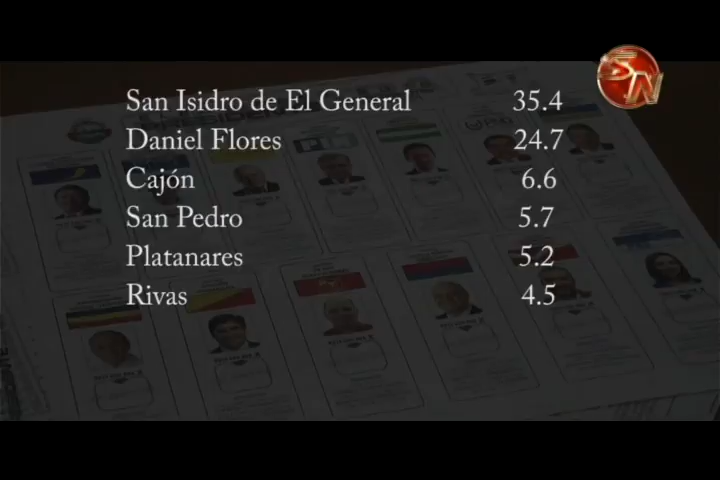 San Isidro de El General 35.4
Daniel Flores 24.7
Cajón 6.6
San Pedro 5.7
Platanares 5.2
Rivas 4.5
SN